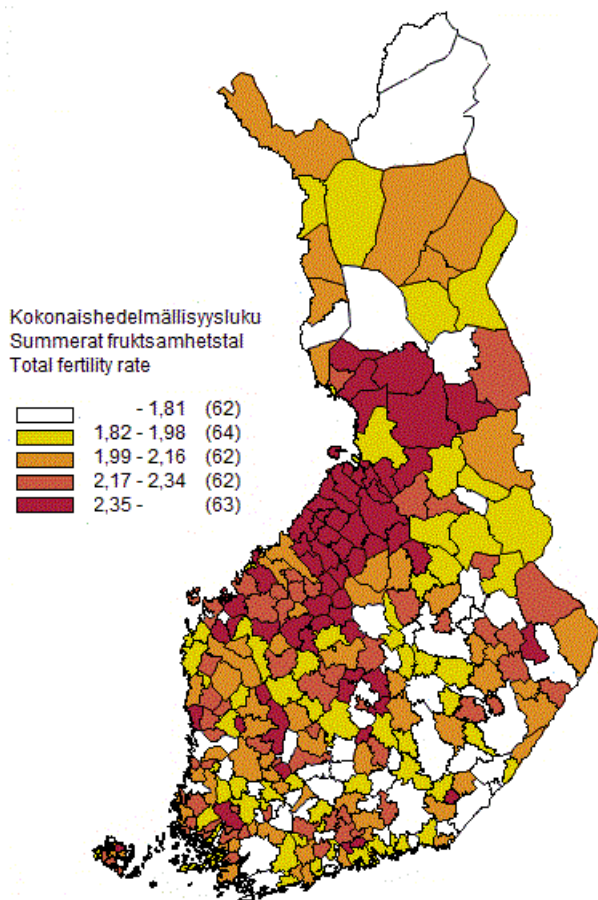 Kokonaishedelmällisyysluku
Summerat fruktsamhetstal
Total fertility rate
- 1,81 (62)
1,82 - 1,98 (64)
1,99 - 2,16 (62)
2,17 - 2,34 (62)
2,35 - (63)